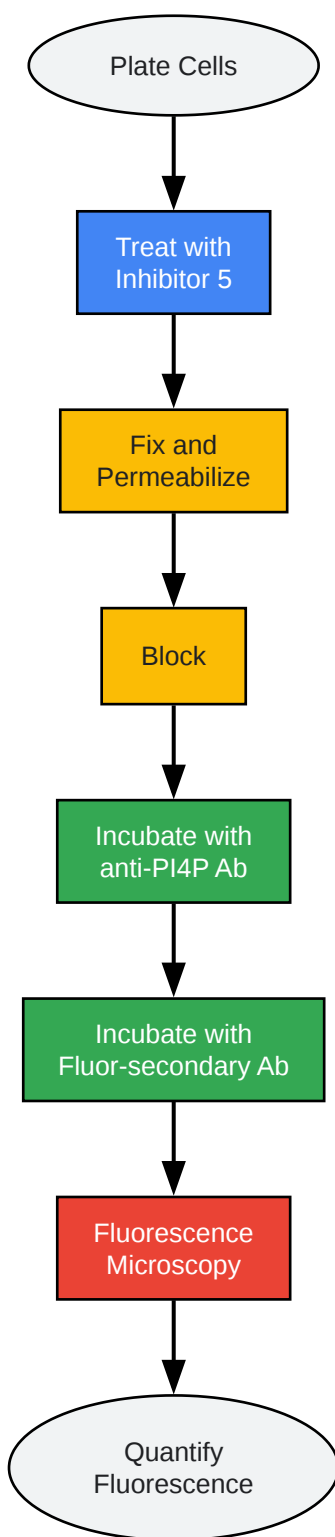 Plate Cells
Treat with
Inhibitor 5
Fix and
Permeabilize
Block
Incubate with
anti-PI4P Ab
Incubate with
Fluor-secondary Ab
Fluorescence
Microscopy
Quantify
Fluorescence